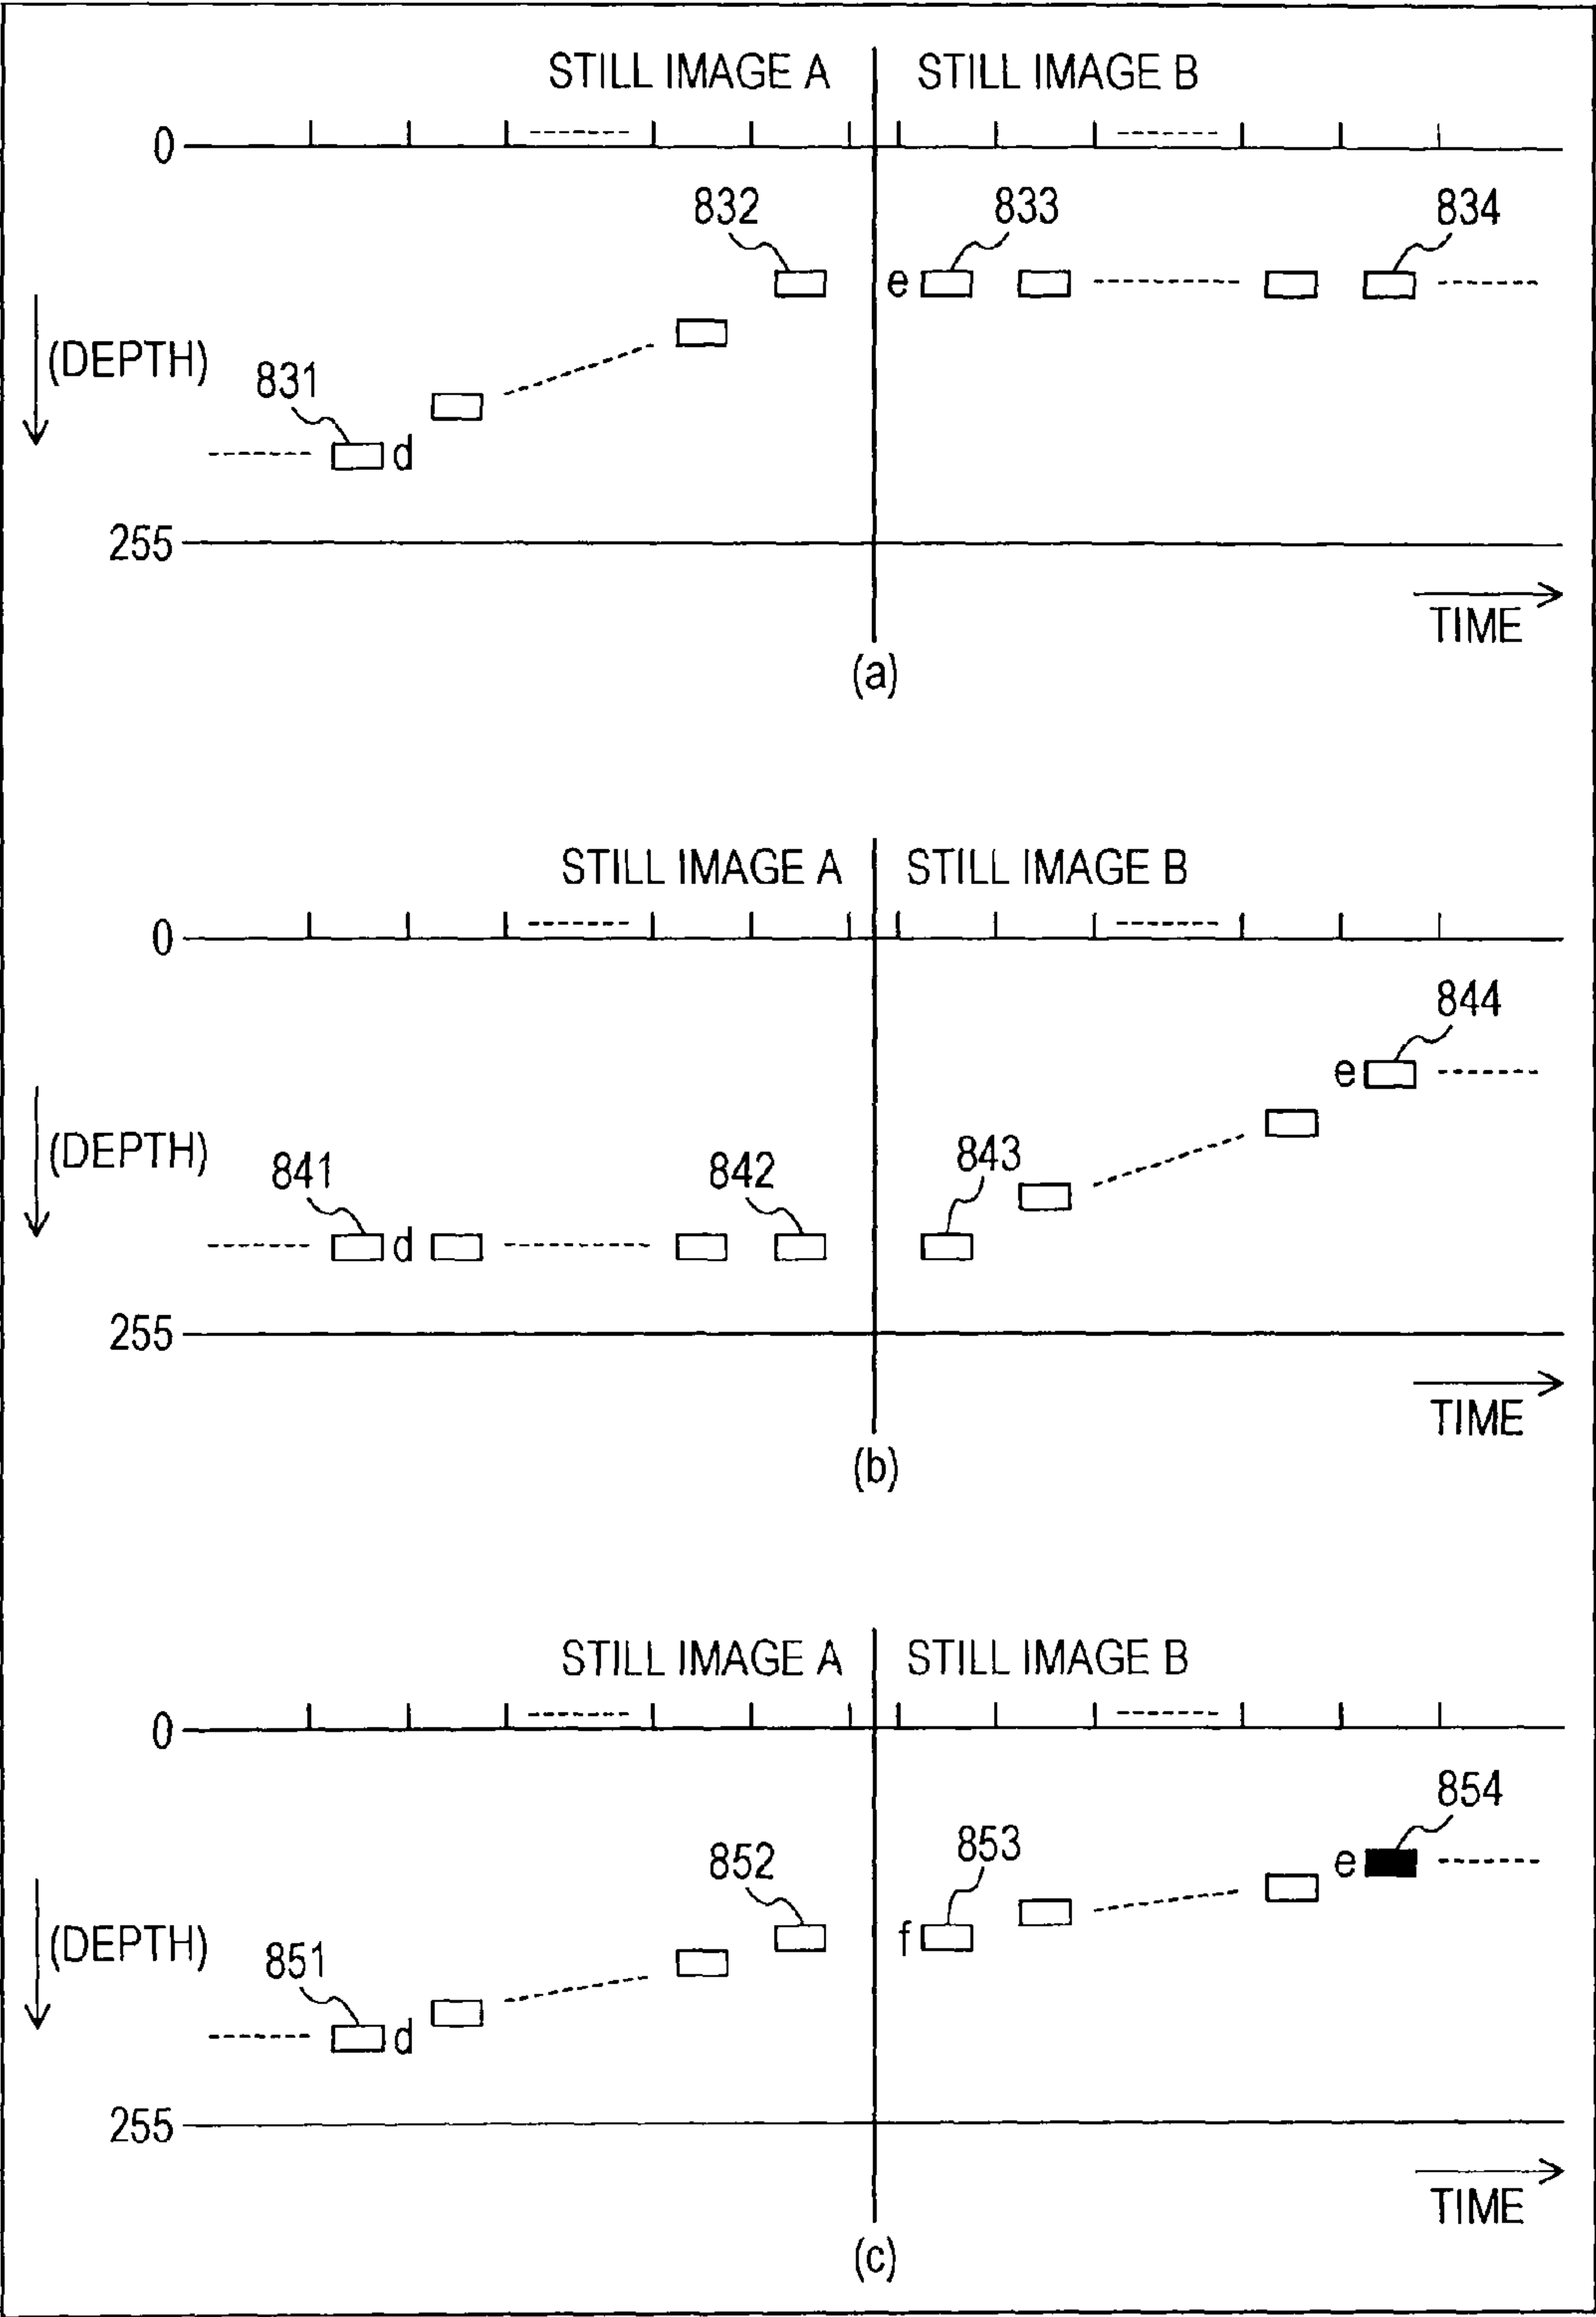 STILL IMAGE A STILL IMAGE B
0
832 833 834
e
(DEPTH)
831
d
255
TIME
(a)
STILL IMAGE A STILL IMAGE B
0
844
e
(DEPTH)
841 842 843
d
255
TIME
(b)
STILL IMAGE A STILL IMAGE B
0
854
852 853 e
(DEPTH)
851 f
d
255
TIME
(c)